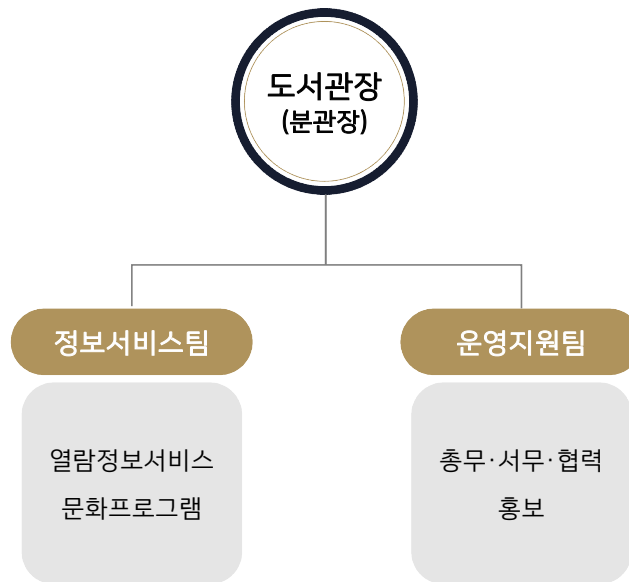 도서관장
(분관장)
정보서비스팀
열람정보서비스
문화프로그램
운영지원팀
총무·서무·협력
홍보